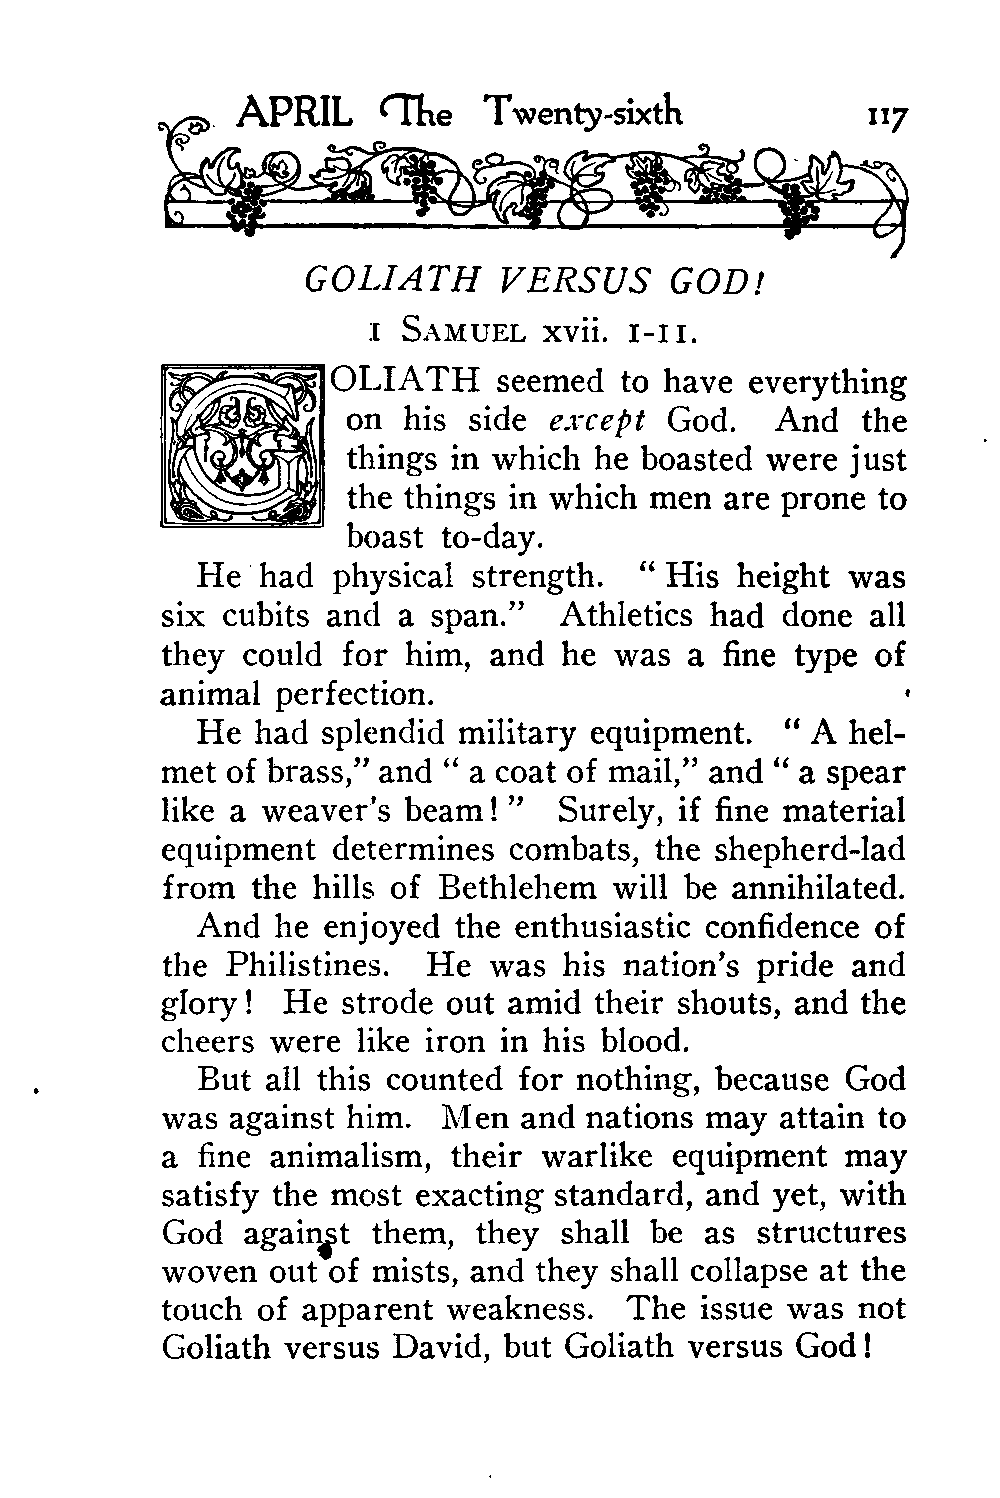 APRIL The Twenty-sixth 117
GOLIATH VERSUS GOD!
1 SAMUEL xvii. 1-11.
GOLIATH seemed to have everything
on his side except God. And the
things in which he boasted were just
the things in which men are prone to
boast to-day.
He had physical strength. “ His height was
six cubits and a span.” Athletics had done all
they could for him, and he was a fine type of
animal perfection.
He had splendid military equipment. “ A hel-
met of brass,” and “ a coat of mail,” and “ a spear
like a weaver's beam! ” Surely, if fine material
equipment determines combats, the shepherd-lad
from the hills of Bethlehem will be annihilated.
And he enjoyed the enthusiastic confidence of
the Philistines. He was his nation's pride and
glory! He strode out amid their shouts, and the
cheers were like iron in his blood.
But all this counted for nothing, because God
was against him. Men and nations may attain to
a fine animalism, their warlike equipment may
satisfy the most exacting standard, and yet, with
God against them, they shall be as structures
woven out of mists, and they shall collapse at the
touch of apparent weakness. The issue was not
Goliath versus David, but Goliath versus God!